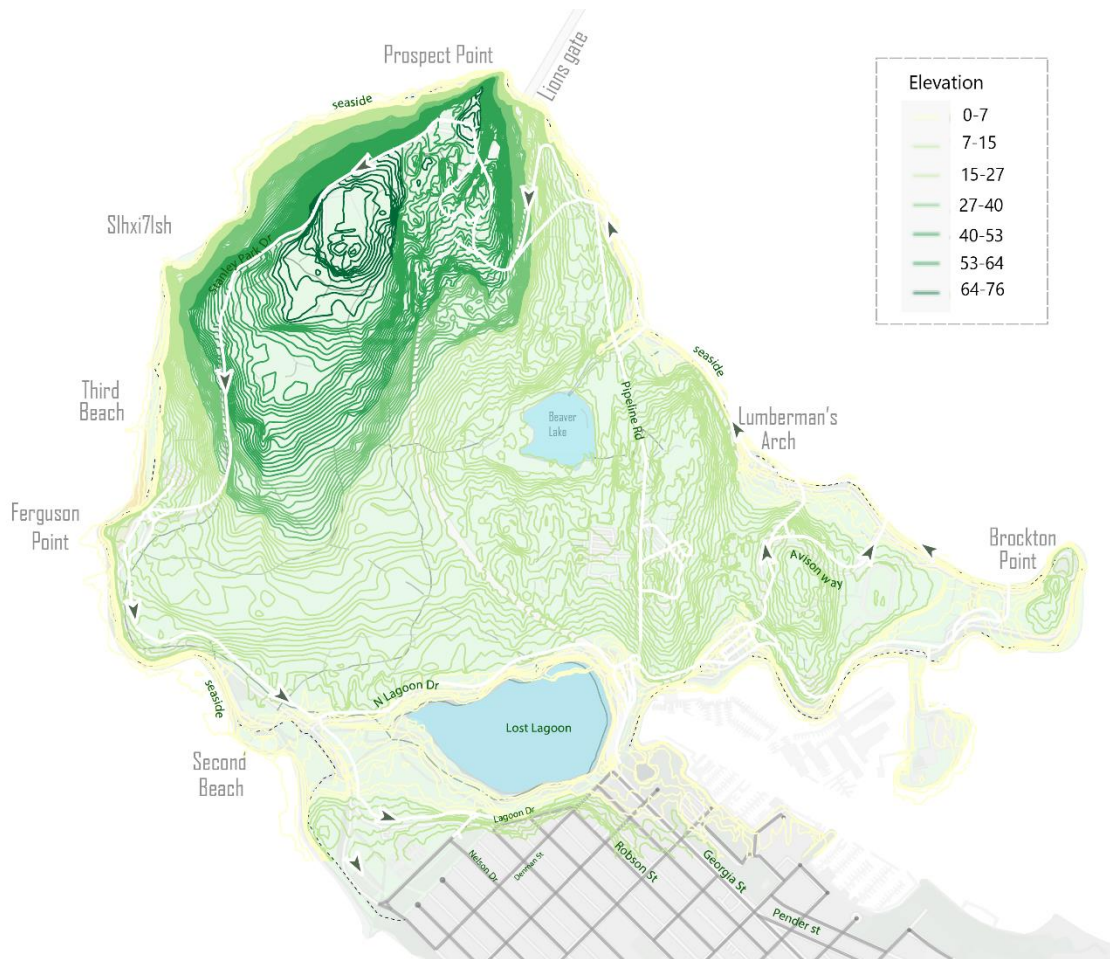 Prospect Point
Lions gate
seaside
Elevation
0-7
7-15
15-27
27-40
40-53
53-64
64-76
Slhxi7lsh
Stanley Park Dr
Third
Beach
seaside
Pipeline Rd
Beaver
Lake
Lumberman's
Arch
Ferguson
Point
Brockton
Point
Avison way
N Lagoon Dr
seaside
Lost Lagoon
Second
Beach
Lagoon Dr
Nelson Dr
Denman St
Robson St
Georgia St
Pender st